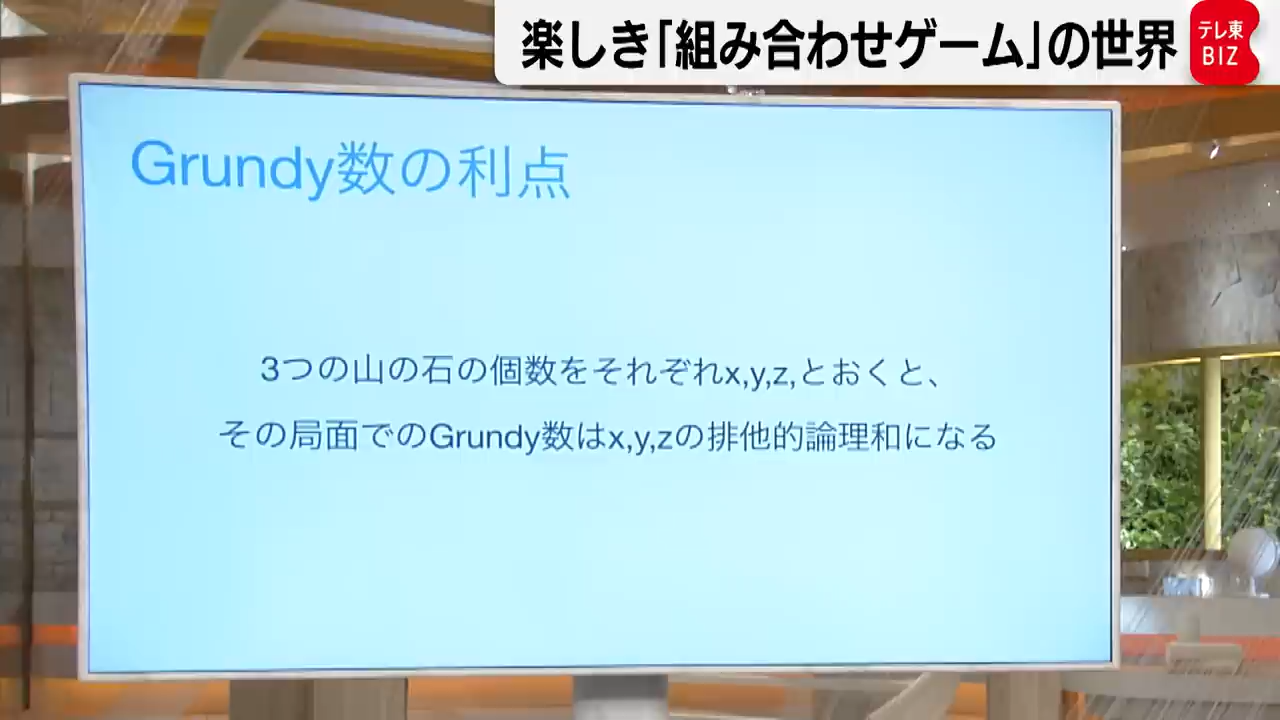 楽しき「組み合わせゲーム」の世界
テレ東
BIZ
Grundy数の利点
3つの山の石の個数をそれぞれx,y,z,とおくと、
その局面でのGrundy数はx,y,zの排他的論理和になる